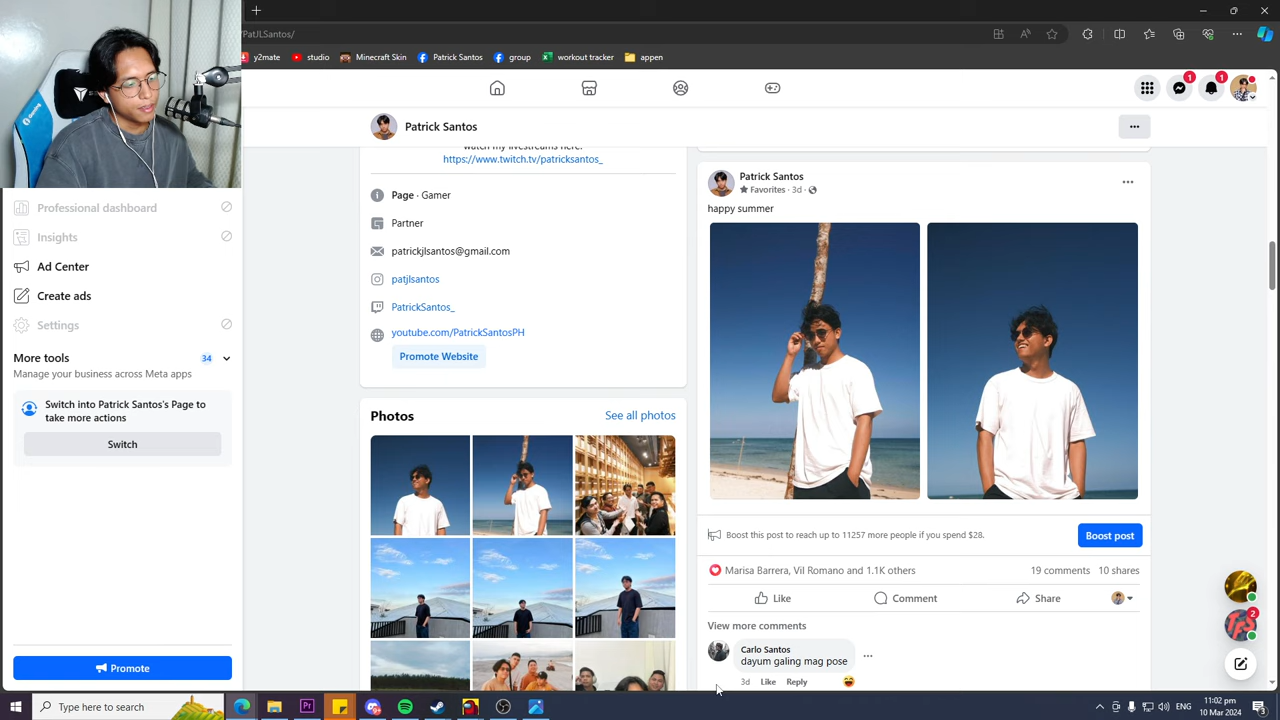 PatJLSantos/
y2mate
studio
Minecraft Skin
Patrick Santos
group
workout tracker
appen
1
1
Patrick Santos
Professional dashboard
Insights
Ad Center
Create ads
Settings
More tools
34
Manage your business across Meta apps
Switch into Patrick Santos's Page to
take more actions
Switch
Promote
watch my livestreams here:
https://www.twitch.tv/patricksantos_
Page · Gamer
Partner
patrickjlsantos@gmail.com
patjlsantos
PatrickSantos_
youtube.com/PatrickSantosPH
Promote Website
Photos
See all photos
Patrick Santos
Favorites · 3d ·
happy summer
Boost this post to reach up to 11257 more people if you spend $28.
Boost post
Marisa Barrera, Vil Romano and 1.1K others
19 comments
10 shares
Like
Comment
Share
View more comments
Carlo Santos
dayum galing mag pose
3d
Like
Reply
2
Type here to search
ENG
11:02 pm
10 Mar 2024
3